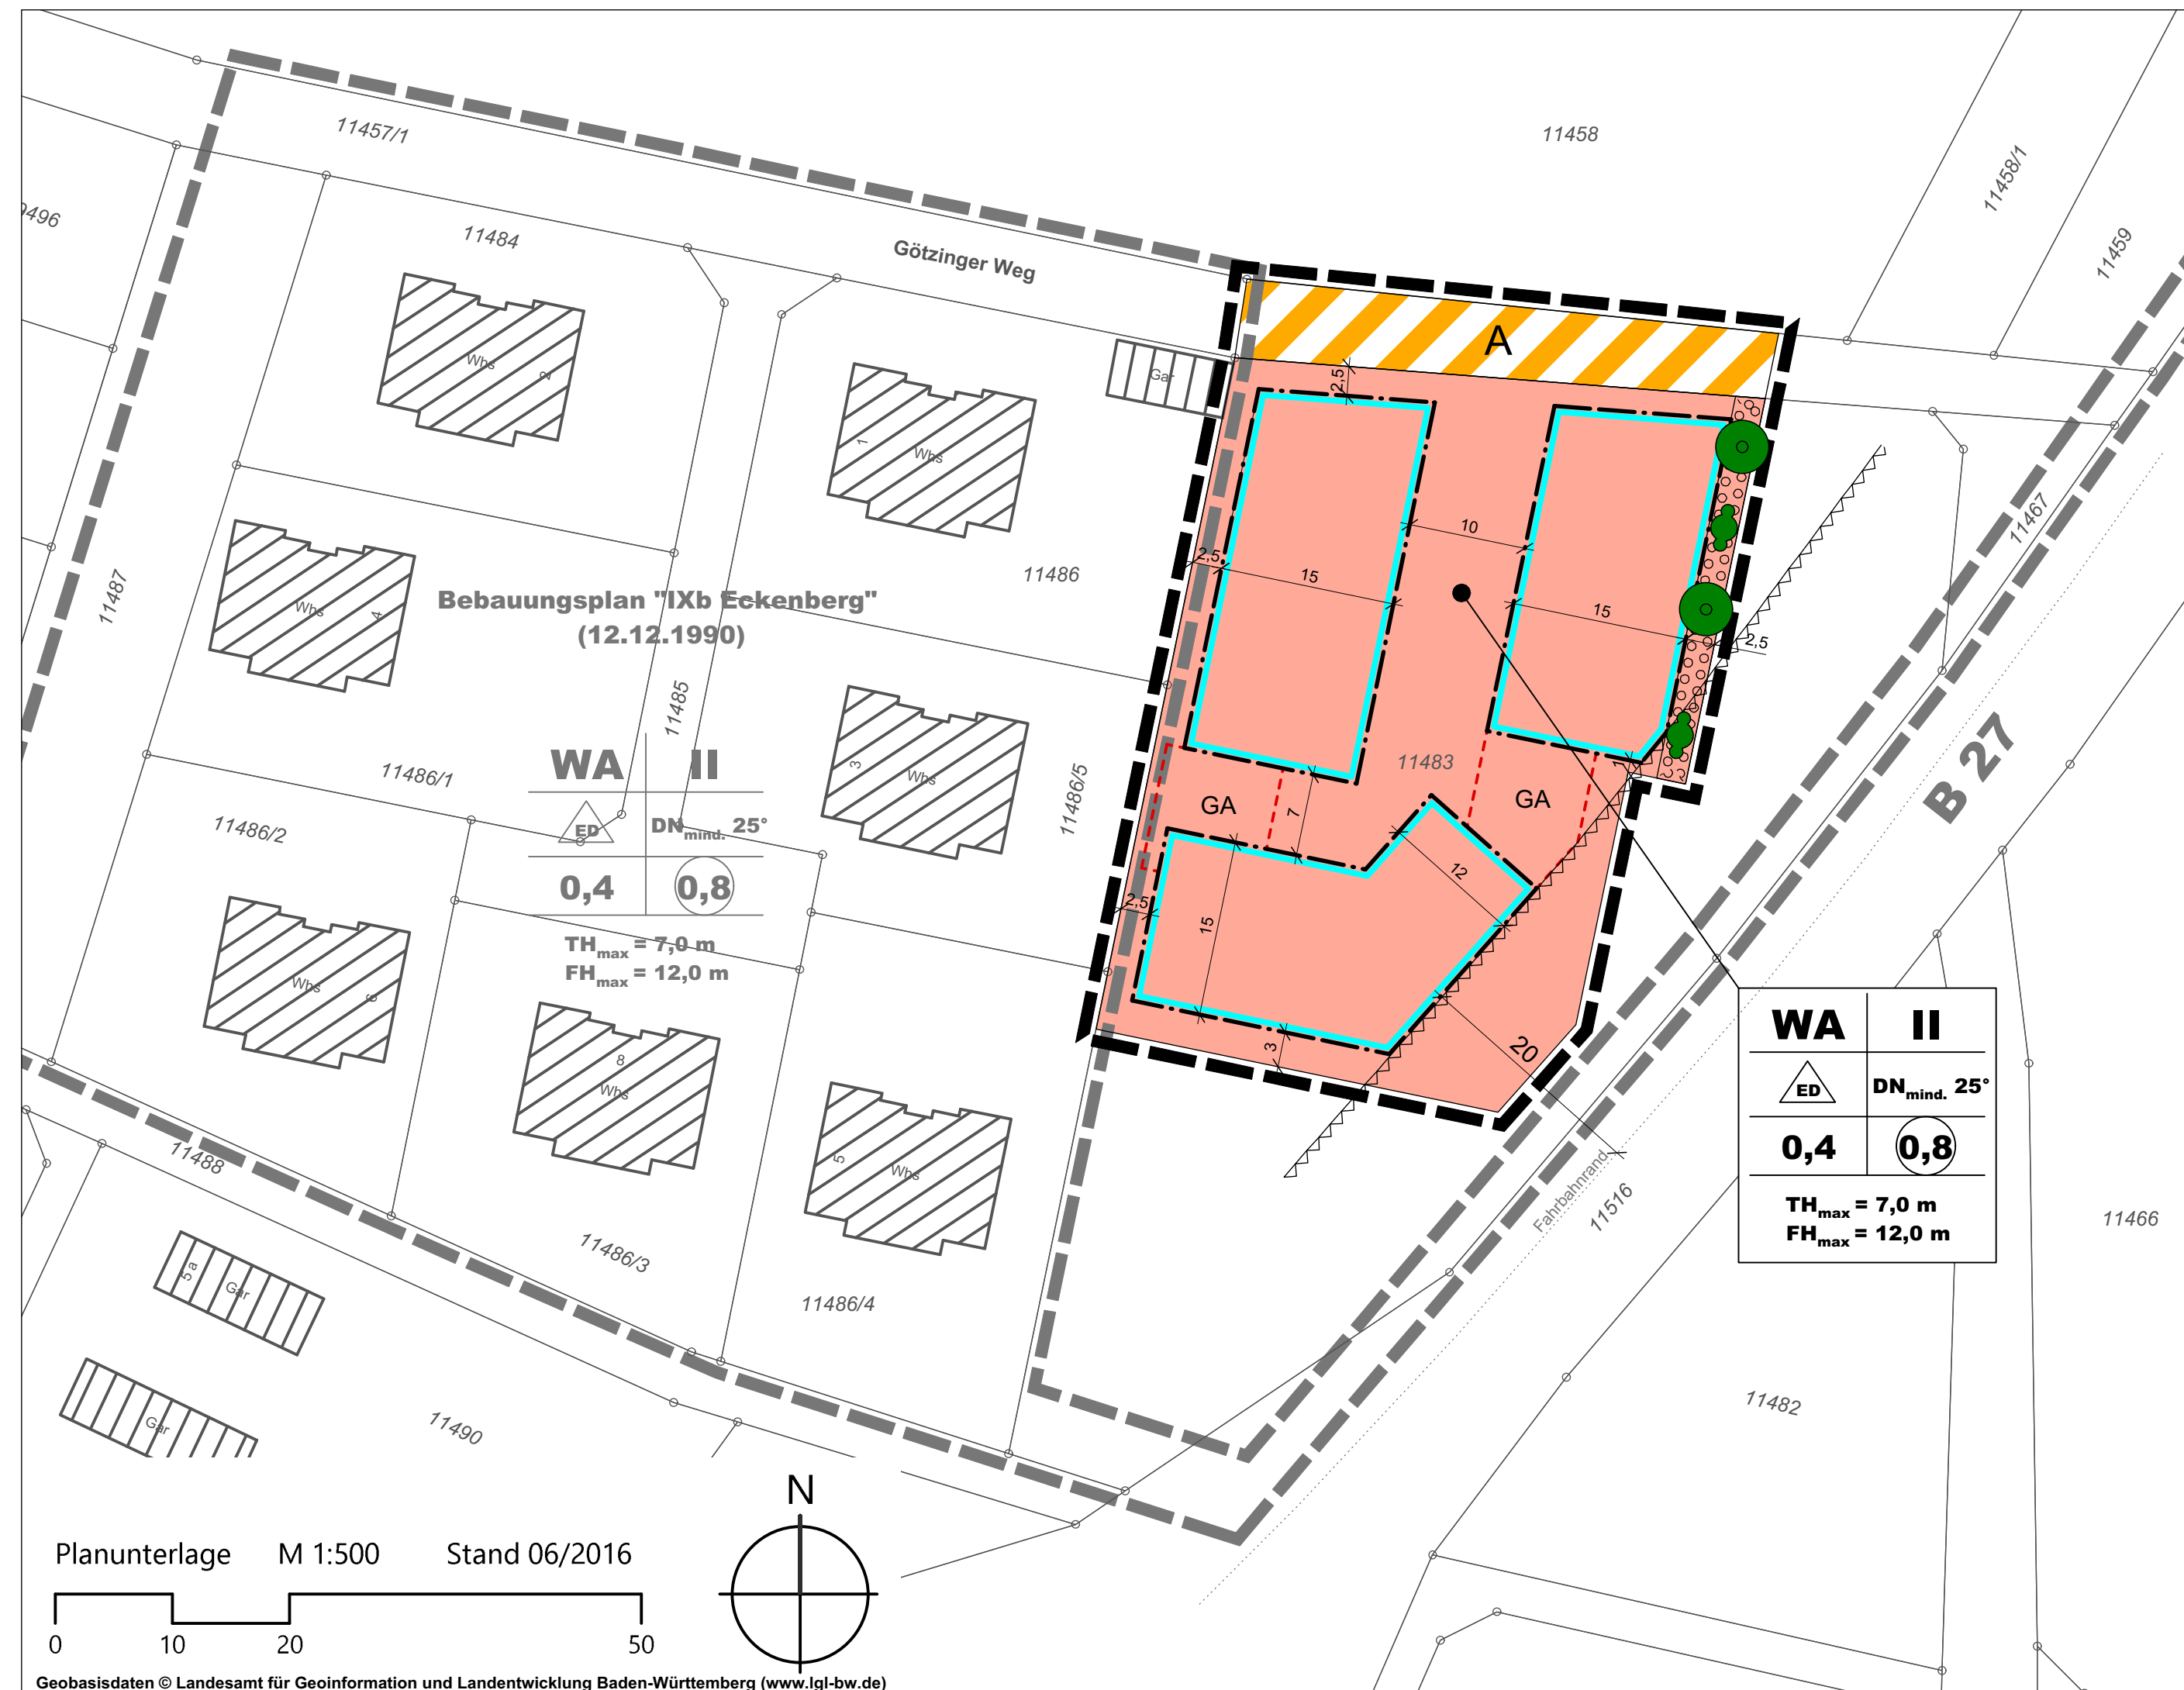 11458
11458/1
11459
11457/1
9496
11484
Götzinger Weg
A
Gar
2,5
Whs
2
1
Whs
11467
10
2,5
15
11486
15
2,5
11487
Whs
4
Bebauungsplan "IXb Eckenberg"
(12.12.1990)
11485
B 27
WA
II
11486/1
3
Whs
11486/5
11483
1
GA
GA
7
11486/2
ED
DNmind. 25°
12
0,4
0,8
2,5
15
THmax = 7,0 m
FHmax = 12,0 m
Whs
6
8
Whs
3
20
WA
II
ED
DNmind. 25°
0,4
0,8
THmax = 7,0 m
FHmax = 12,0 m
11488
5
Whs
Fahrbahnrand
11516
11466
11486/3
5 a
Gar
11486/4
11482
Gar
11490
N
Planunterlage M 1:500 Stand 06/2016
0 10 20 50
Geobasisdaten © Landesamt für Geoinformation und Landentwicklung Baden-Württemberg (www.lgl-bw.de)